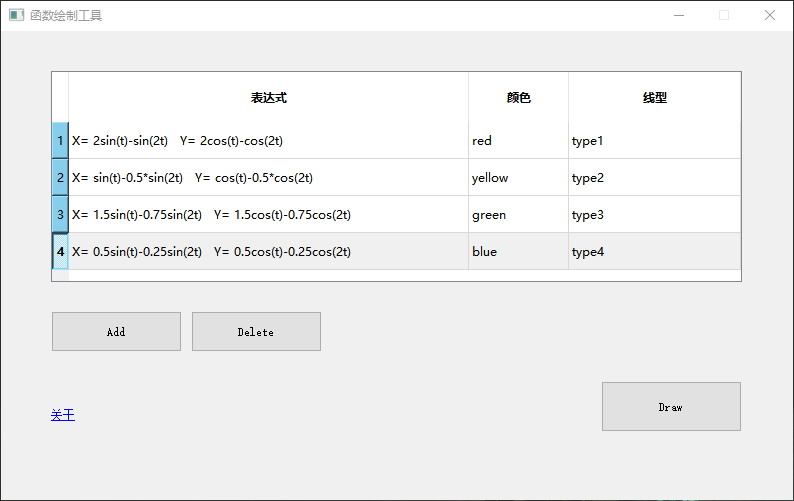 函数绘制工具
表达式 颜色 线型
1 X= 2sin(t)-sin(2t) Y= 2cos(t)-cos(2t) red type1
2 X= sin(t)-0.5*sin(2t) Y= cos(t)-0.5*cos(2t) yellow type2
3 X= 1.5sin(t)-0.75sin(2t) Y= 1.5cos(t)-0.75cos(2t) green type3
4 X= 0.5sin(t)-0.25sin(2t) Y= 0.5cos(t)-0.25cos(2t) blue type4
Add Delete
Draw
关于